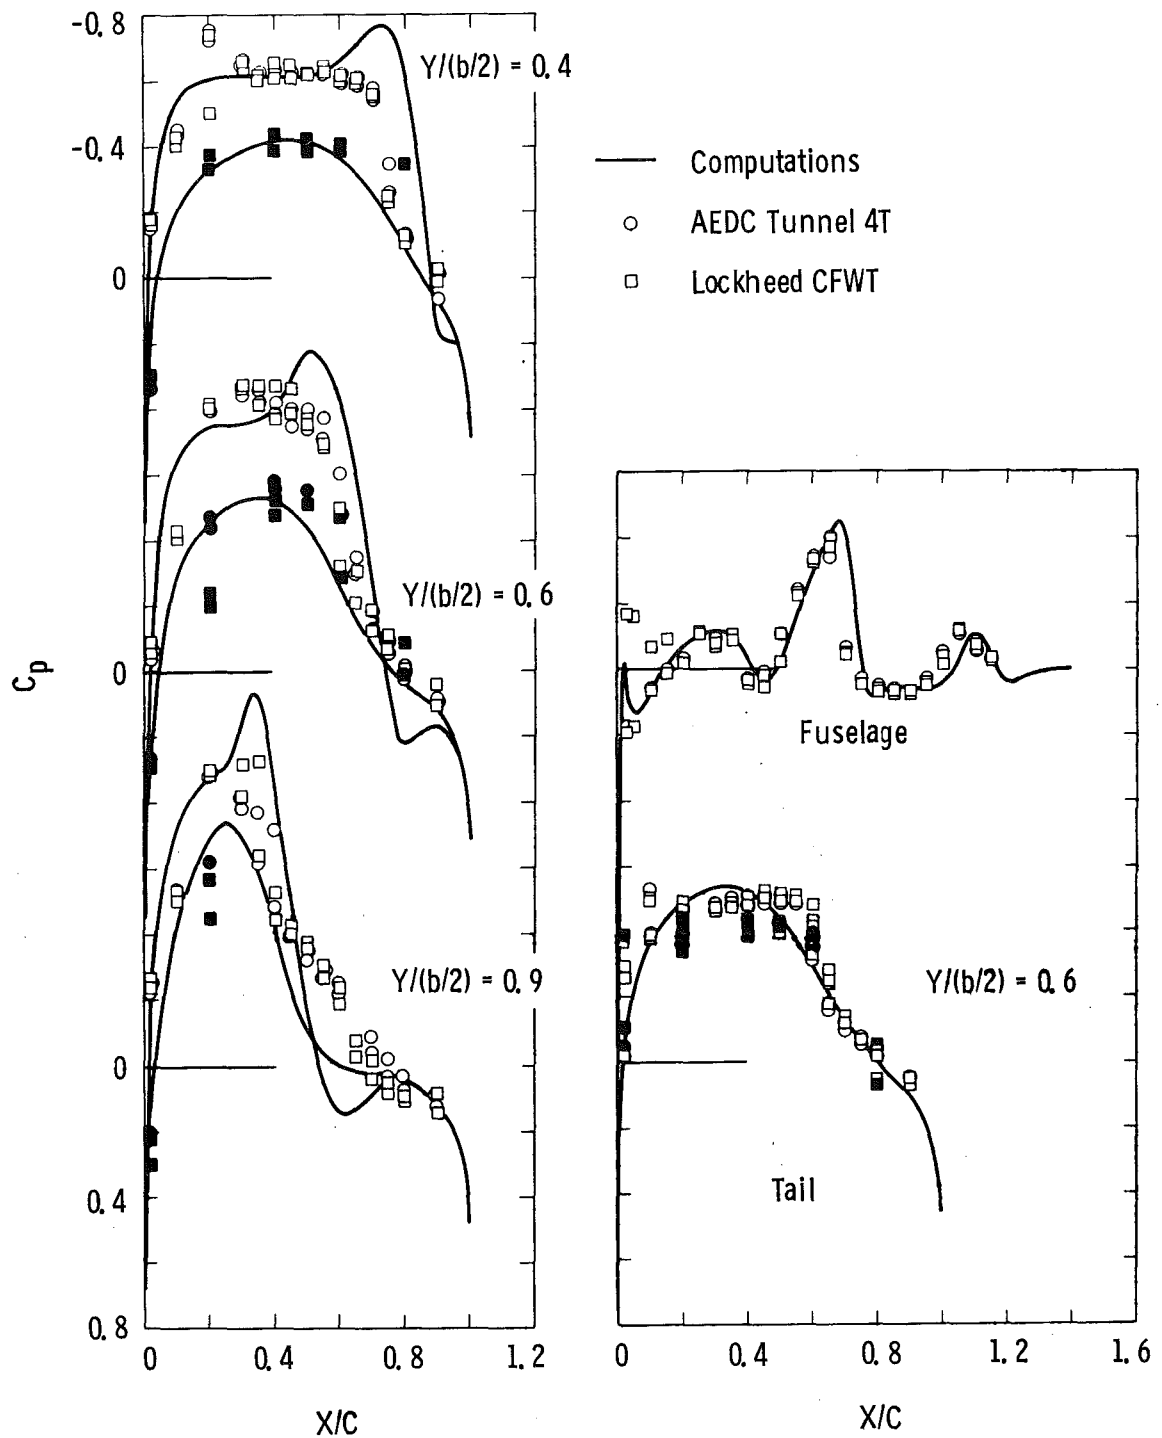 -0.8
Y/(b/2) = 0.4
-0.4
0
Computations
AEDC Tunnel 4T
Lockheed CFWT
Y/(b/2) = 0.6
0
Cp
Y/(b/2) = 0.9
0
0.4
0.8
0 0.4 0.8 1.2
X/C
Fuselage
Y/(b/2) = 0.6
Tail
0 0.4 0.8 1.2 1.6
X/C